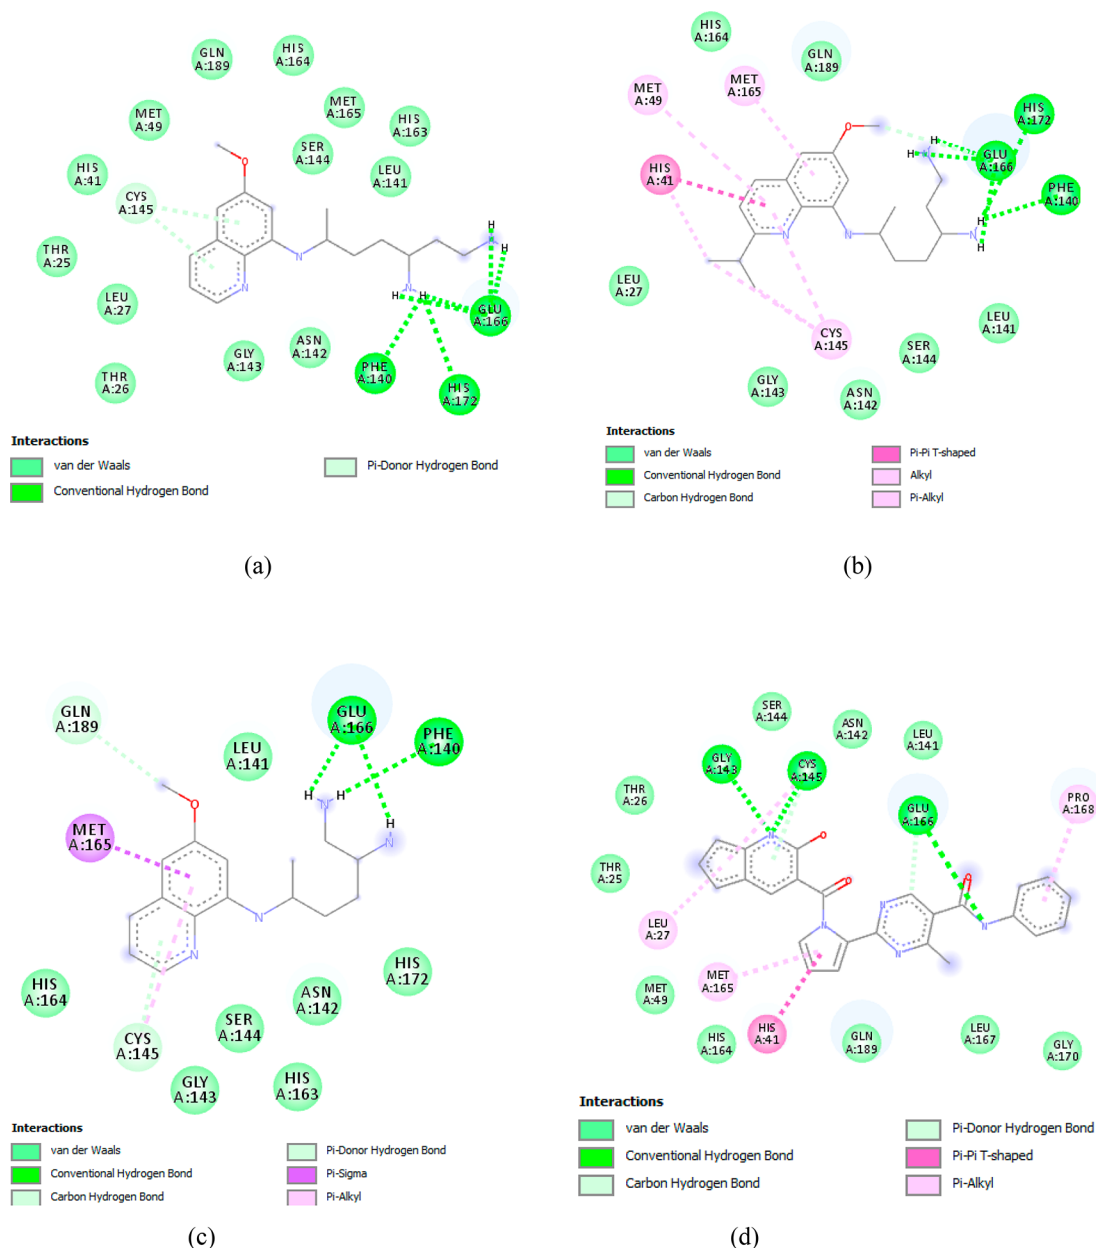 GLN
A:189
HIS
A:164
MET
A:49
MET
A:165
HIS
A:163
SER
A:144
HIS
A:41
LEU
A:141
CYS
A:145
O
H
N
H
THR
A:25
N
N
N
H
H
LEU
A:27
GLU
A:166
ASN
A:142
GLY
A:143
PHE
A:140
THR
A:26
HIS
A:172
Interactions
van der Waals
Pi-Donor Hydrogen Bond
Conventional Hydrogen Bond
(a)
HIS
A:164
GLN
A:189
MET
A:49
MET
A:165
HIS
A:172
O
H
H
N
GLU
A:166
HIS
A:41
PHE
A:140
N
N
N
H
H
LEU
A:27
LEU
A:141
CYS
A:145
SER
A:144
GLY
A:143
ASN
A:142
Interactions
van der Waals
Pi-Pi T-shaped
Conventional Hydrogen Bond
Alkyl
Carbon Hydrogen Bond
Pi-Alkyl
(b)
GLN
A:189
GLU
A:166
PHE
A:140
LEU
A:141
H
H
N
O
MET
A:165
H
N
N
N
HIS
A:164
HIS
A:172
ASN
A:142
SER
A:144
CYS
A:145
GLY
A:143
HIS
A:163
Interactions
van der Waals
Pi-Donor Hydrogen Bond
Conventional Hydrogen Bond
Pi-Sigma
Carbon Hydrogen Bond
Pi-Alkyl
(c)
SER
A:144
ASN
A:142
LEU
A:141
GLY
A:143
CYS
A:145
THR
A:26
PRO
A:168
GLU
A:166
N
O
THR
A:25
O
O
N
N
N
N
LEU
A:27
MET
A:165
MET
A:49
HIS
A:164
HIS
A:41
GLN
A:189
LEU
A:167
GLY
A:170
Interactions
van der Waals
Pi-Donor Hydrogen Bond
Conventional Hydrogen Bond
Pi-Pi T-shaped
Carbon Hydrogen Bond
Pi-Alkyl
(d)